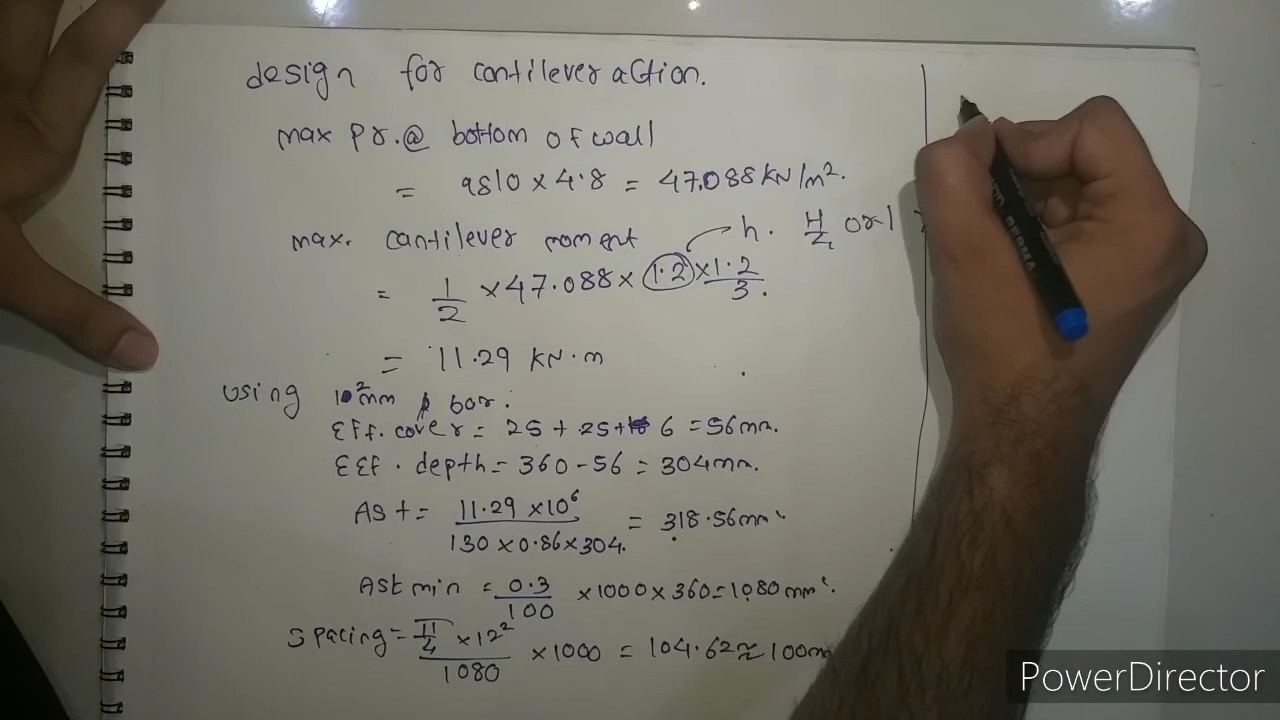 design for cantilever action.
max pr. @ bottom of wall
= 9810 × 4.8 = 47.088 KN/m².
max. cantilever moment → h. H/4 or 1
= 1/2 × 47.088 × 1.2 × 1.2/3.
= 11.29 KN.m
using mm ϕ bar.
Eff. cover = 25 + 25 + 6 = 56mm.
Eff. depth = 360 - 56 = 304mm.
Ast = 11.29 × 10⁶ / 130 × 0.86 × 304. = 318.56mm²
Ast min = 0.3/100 × 1000 × 360 = 1080 mm².
Spacing = π/4 × 12² / 1080 × 1000 = 104.62 ≈ 100m
PowerDirector